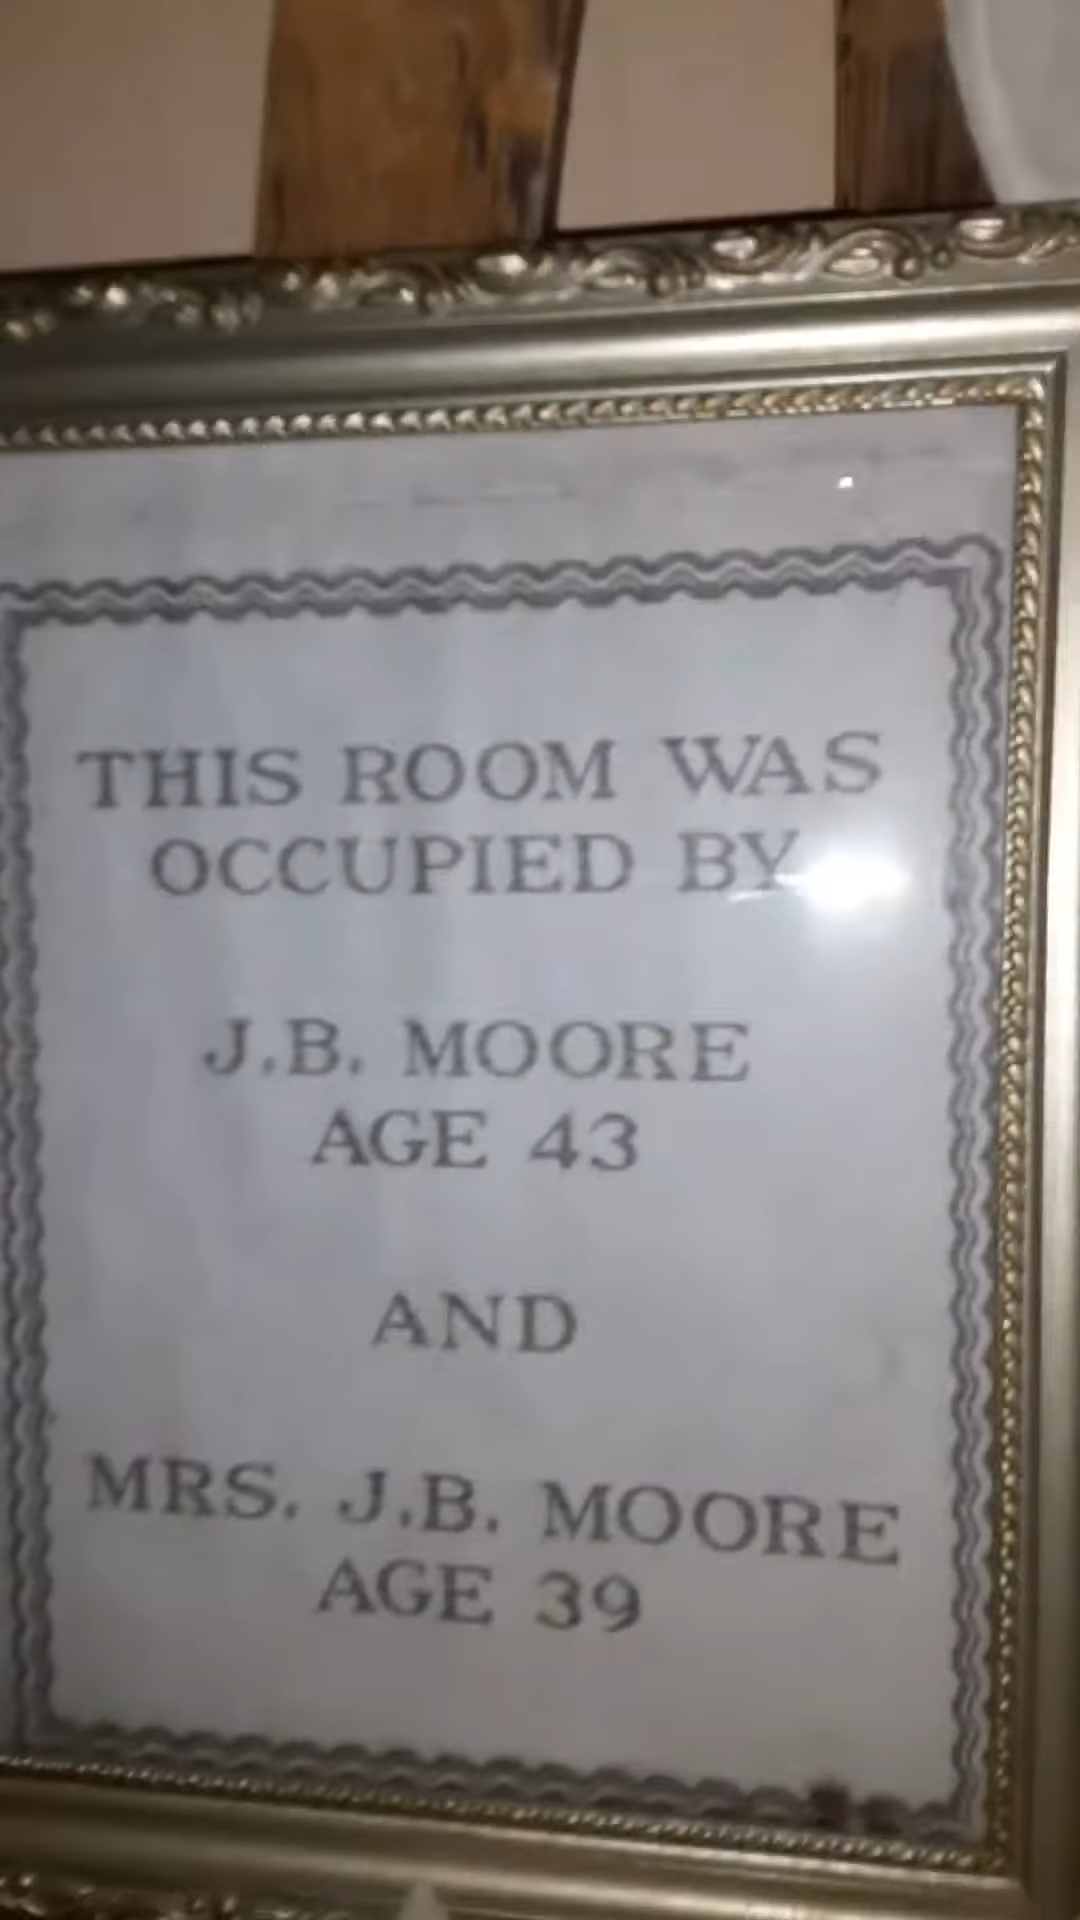 THIS ROOM WAS
OCCUPIED BY
J.B. MOORE
AGE 43
AND
MRS. J.B. MOORE
AGE 39